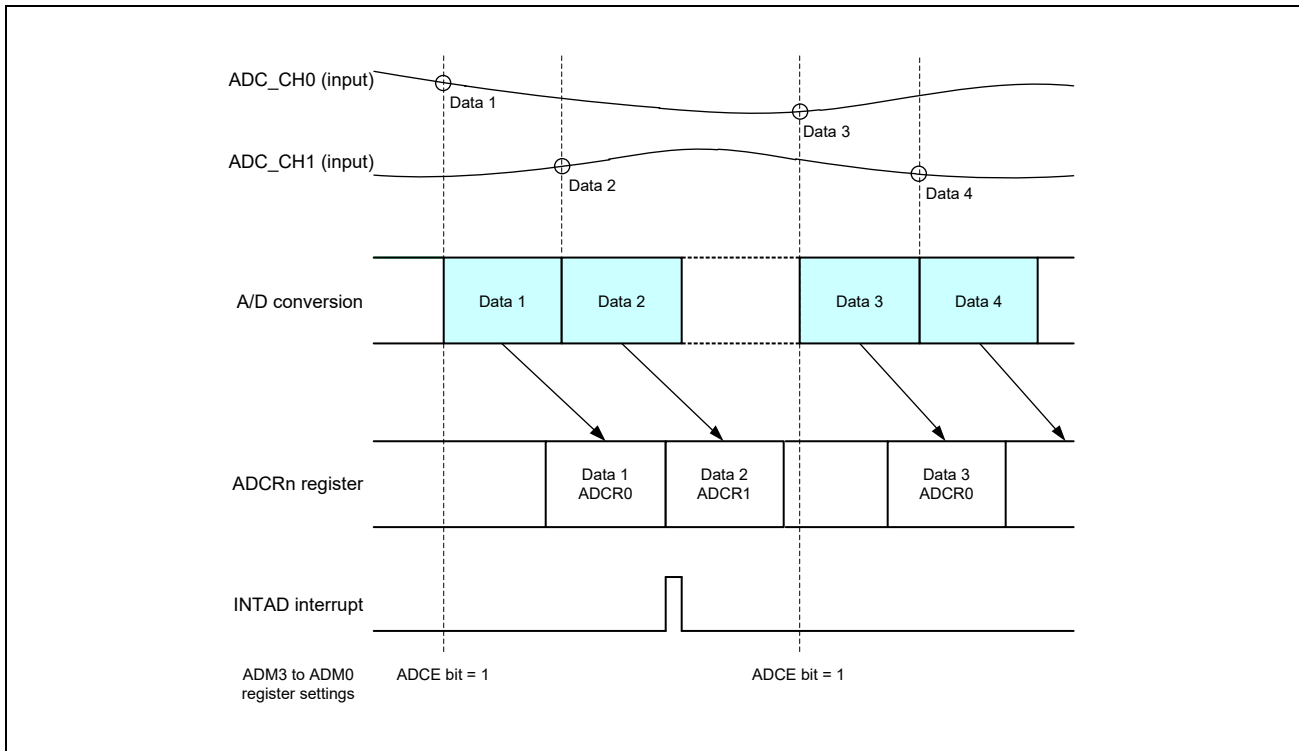 ADC_CH0 (input)
Data 1
Data 3
ADC_CH1 (input)
Data 2
Data 4
A/D conversion
Data 1
Data 2
Data 3
Data 4
ADCRn register
Data 1
ADCR0
Data 2
ADCR1
Data 3
ADCR0
INTAD interrupt
ADM3 to ADM0
register settings
ADCE bit = 1
ADCE bit = 1